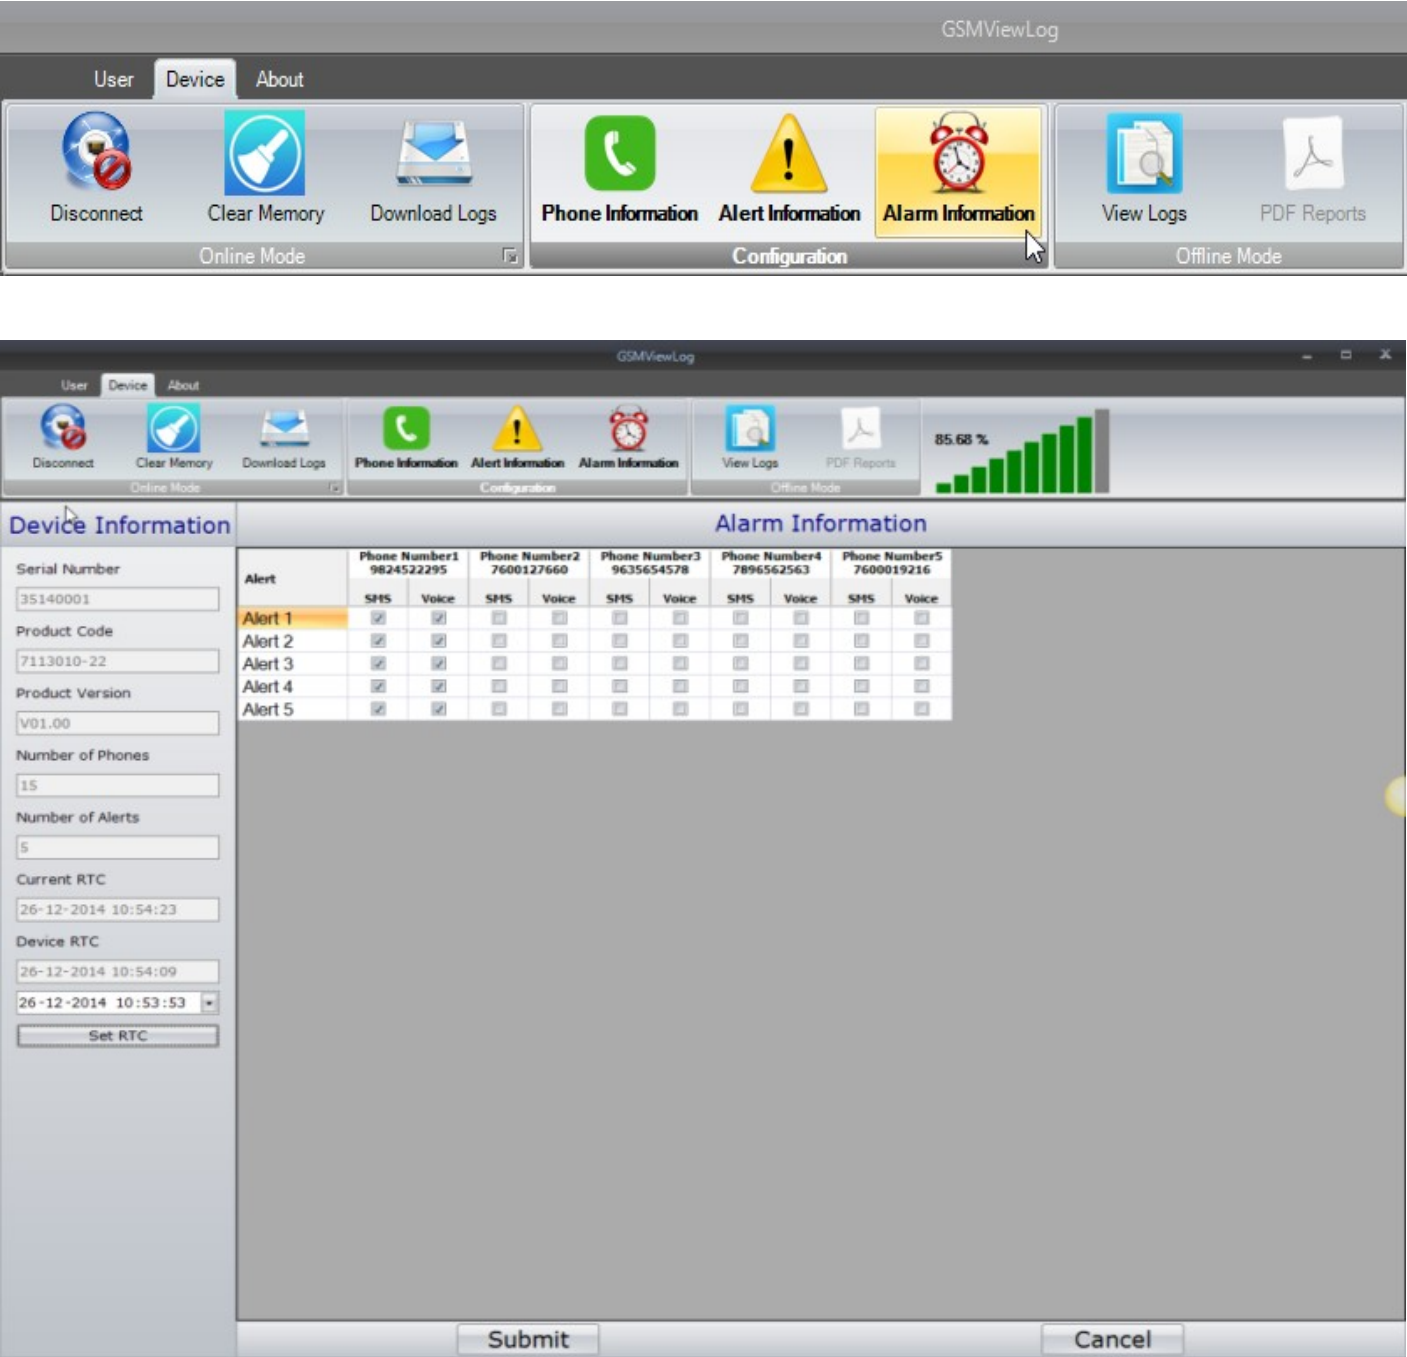 GSMViewLog
User Device About
Disconnect Clear Memory Download Logs Phone Information Alert Information Alarm Information View Logs PDF Reports
Online Mode Configuration Offline Mode
GSMViewLog
User Device About
85.68 %
Disconnect Clear Memory Download Logs Phone Information Alert Information Alarm Information View Logs PDF Reports
Online Mode Configuration Offline Mode
Device Information Alarm Information
Serial Number
35140001
Product Code
7113010-22
Product Version
V01.00
Number of Phones
15
Number of Alerts
5
Current RTC
26-12-2014 10:54:23
Device RTC
26-12-2014 10:54:09
26-12-2014 10:53:53
Set RTC
Phone Number1 Phone Number2 Phone Number3 Phone Number4 Phone Number5
9824522295 7600127660 9635654578 7896562563 7600019216
Alert
SMS Voice SMS Voice SMS Voice SMS Voice SMS Voice
Alert 1
Alert 2
Alert 3
Alert 4
Alert 5
Submit Cancel